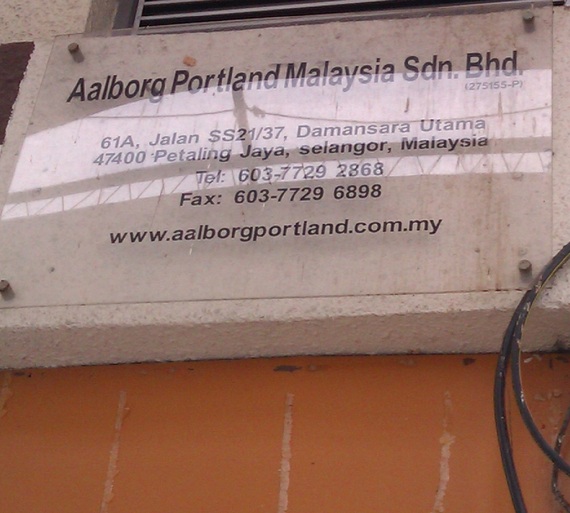 Aalborg Portland Malaysia Sdn. Bhd.
(275155-P)
61A, Jalan SS21/37, Damansara Utama
47400 Petaling Jaya, selangor, Malaysia
Tel: 603-7729 2868
Fax: 603-7729 6898
www.aalborgportland.com.my